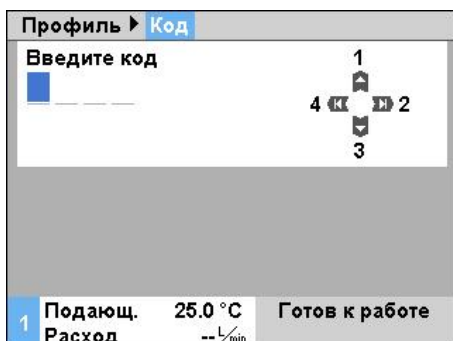 Профиль Код
Введите код
1
4 2
3
1 Подающ. 25.0 °C Готов к работе
Расход -- L/min